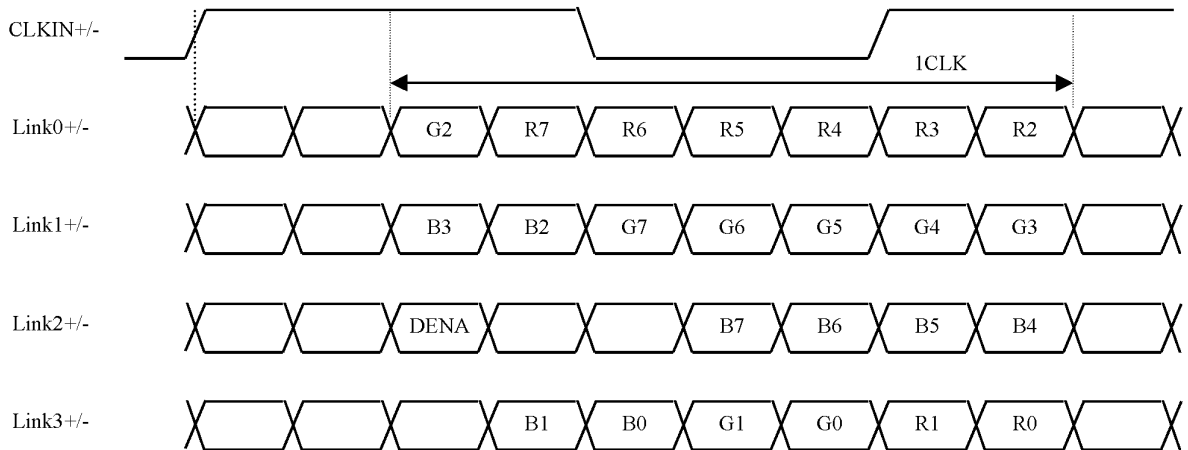 CLKIN+/-
1CLK
Link0+/- G2 R7 R6 R5 R4 R3 R2
Link1+/- B3 B2 G7 G6 G5 G4 G3
Link2+/- DENA B7 B6 B5 B4
Link3+/- B1 B0 G1 G0 R1 R0